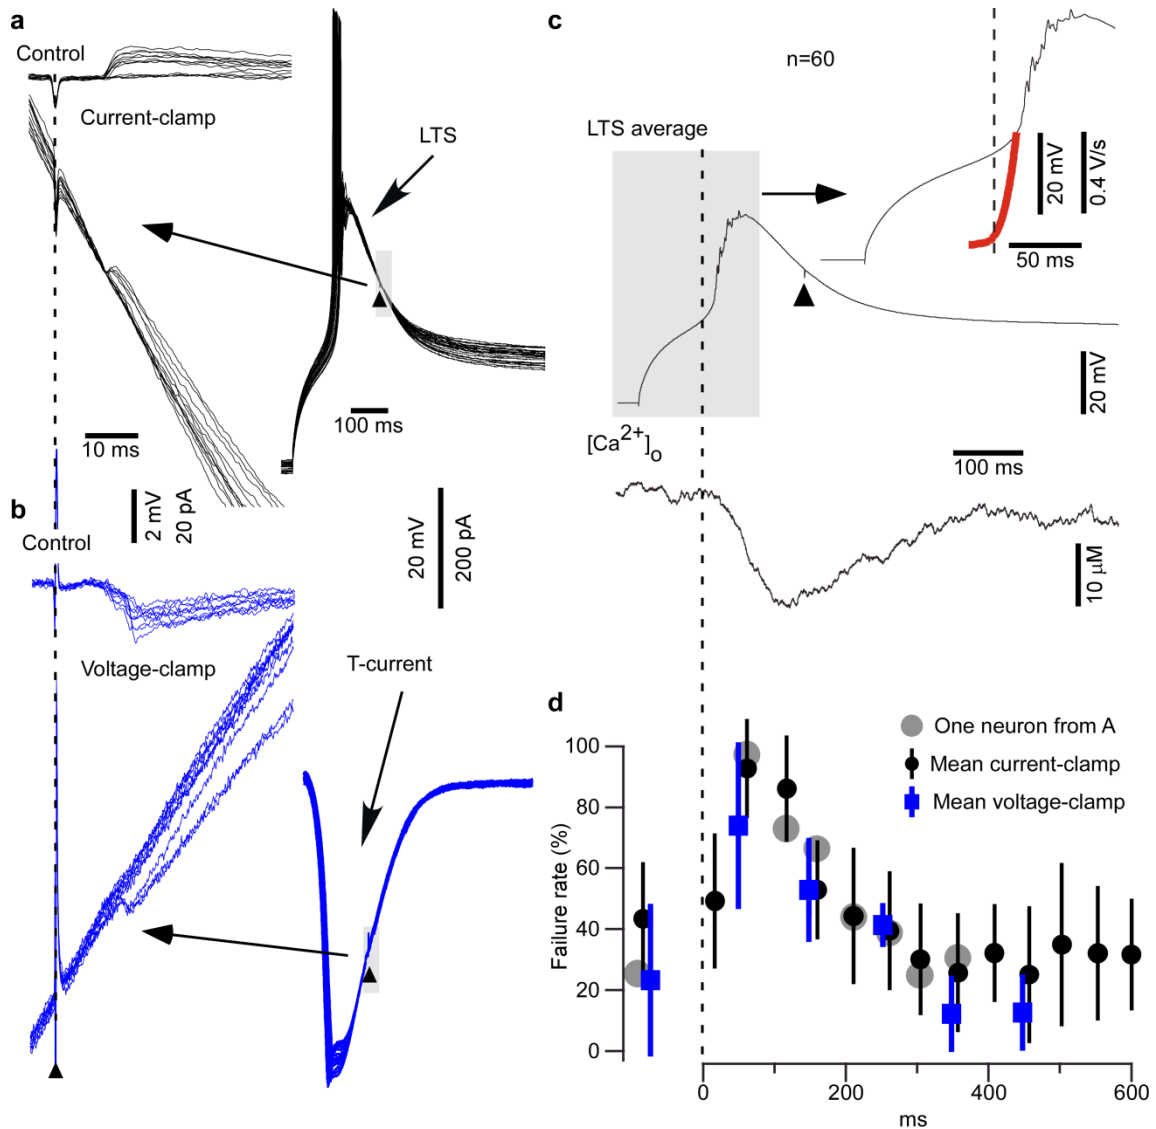 a
Control
Current-clamp
LTS
10 ms
100 ms
2 mV
20 pA
20 mV
200 pA
b
Control
Voltage-clamp
T-current
c
n=60
LTS average
20 mV
0.4 V/s
50 ms
20 mV
100 ms
[Ca2+]o
10 µM
d
One neuron from A
Mean current-clamp
Mean voltage-clamp
Failure rate (%)
100
80
60
40
20
0
0
200
400
600
ms